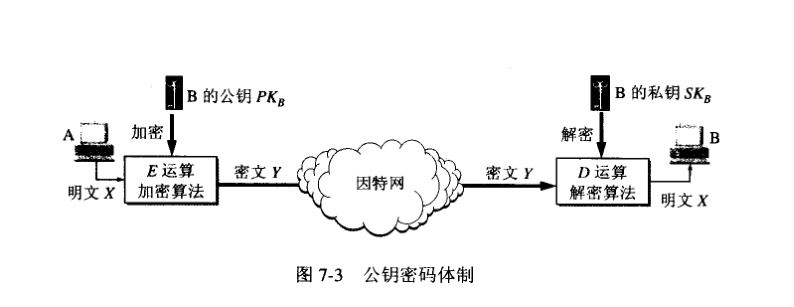 B 的公钥 PK_B
B 的私钥 SK_B
A
加密
解密
B
E 运算
加密算法
密文 Y
因特网
密文 Y
D 运算
解密算法
明文 X
明文 X
图 7-3 公钥密码体制